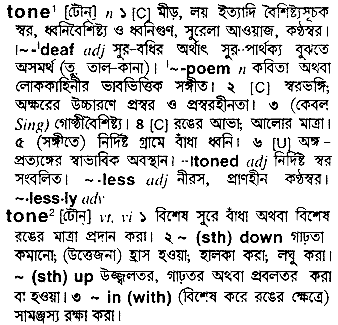 tone¹ [টৌন্] n ১ [C] মীড়, লয় ইত্যাদি বৈশিষ্ট্যসূচক
স্বর, ধ্বনিবৈশিষ্ট্য ও ধ্বনিগুণ, সুরেলা আওয়াজ, কণ্ঠস্বর।
।~-ˈdeaf adj সুর-বধির অর্থাৎ সুর-পার্থক্য বুঝতে
অসমর্থ (তু. তাল-কানা)। ˈ~-poem n কবিতা অথবা
লোককাহিনীর ভাবভিত্তিক সঙ্গীত। ২ [C] স্বরভঙ্গি;
অক্ষরের উচ্চারণে প্রস্বর ও প্রস্বরহীনতা। ৩ (কেবল
Sing) গোষ্ঠীবৈশিষ্ট্য। ৪ [C] রঙের আভা; আলোর মাত্রা।
৫ (সঙ্গীতে) নির্দিষ্ট গ্রামে বাঁধা ধ্বনি। ৬ [U] অঙ্গ-
প্রত্যঙ্গের স্বাভাবিক অবস্থান। -ˈtoned adj নির্দিষ্ট স্বর
সংবলিত। ~-less adj নীরস, প্রাণহীন কণ্ঠস্বর।
~-less·ly adv
tone² [টৌন্] vt, vi ১ বিশেষ সুরে বাঁধা অথবা বিশেষ
রঙের মাত্রা প্রদান করা। ২ ~ (sth) down গাঢ়তা
কমানো; (উত্তেজনা) হ্রাস হওয়া; হালকা করা; লঘু করা।
~ (sth) up উজ্জ্বলতর, গাঢ়তর অথবা প্রবলতর করা
বা হওয়া। ৩ ~ in (with) (বিশেষ করে রঙের ক্ষেত্রে)
সামঞ্জস্য রক্ষা করা।